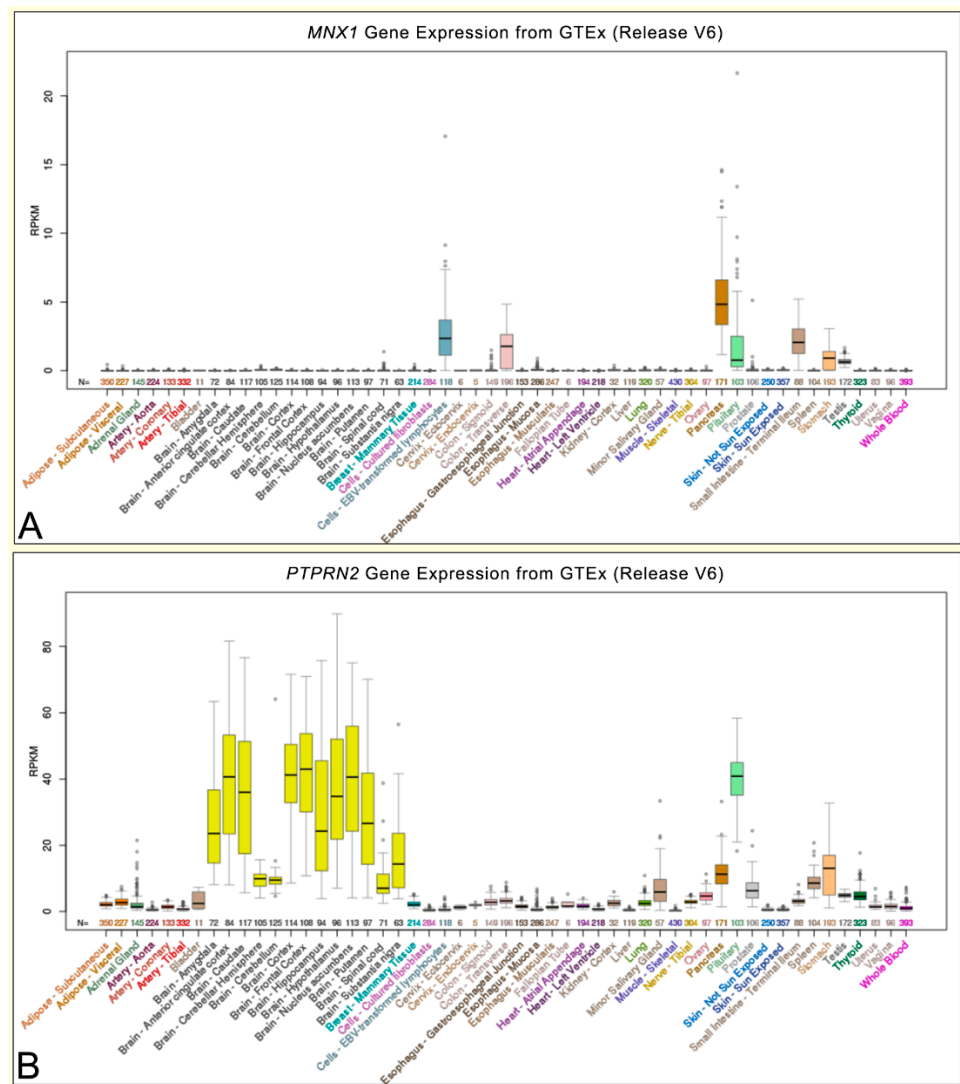 MNX1 Gene Expression from GTEx (Release V6)
20
15
10
5
0
RPKM
N= 350 227 145 224 133 332 11 72 84 117 105 125 114 108 94 96 113 97 71 63 214 284 118 6 5 149 196 153 286 247 6 194 218 32 119 320 57 430 304 97 171 103 106 250 357 88 104 193 172 323 83 96 393
Adipose - Subcutaneous
Adipose - Visceral
Adrenal Gland
Artery - Aorta
Artery - Coronary
Artery - Tibial
Bladder
Brain - Amygdala
Brain - Anterior cingulate cortex
Brain - Caudate
Brain - Cerebellar Hemisphere
Brain - Cerebellum
Brain - Cortex
Brain - Frontal Cortex
Brain - Hippocampus
Brain - Hypothalamus
Brain - Nucleus accumbens
Brain - Putamen
Brain - Spinal cord
Brain - Substantia nigra
Breast - Mammary Tissue
Cells - Cultured fibroblasts
Cells - EBV-transformed lymphocytes
Cervix - Ectocervix
Cervix - Endocervix
Colon - Sigmoid
Colon - Transverse
Esophagus - Gastroesophageal Junction
Esophagus - Mucosa
Esophagus - Muscularis
Fallopian Tube
Heart - Atrial Appendage
Heart - Left Ventricle
Kidney - Cortex
Liver
Lung
Minor Salivary Gland
Muscle - Skeletal
Nerve - Tibial
Ovary
Pancreas
Pituitary
Prostate
Skin - Not Sun Exposed
Skin - Sun Exposed
Small Intestine - Terminal Ileum
Spleen
Stomach
Testis
Thyroid
Uterus
Vagina
Whole Blood
A
PTPRN2 Gene Expression from GTEx (Release V6)
80
60
40
20
0
RPKM
N= 350 227 145 224 133 332 11 72 84 117 105 125 114 108 94 96 113 97 71 63 214 284 118 6 5 149 196 153 286 247 6 194 218 32 119 320 57 430 304 97 171 103 106 250 357 88 104 193 172 323 83 96 393
Adipose - Subcutaneous
Adipose - Visceral
Adrenal Gland
Artery - Aorta
Artery - Coronary
Artery - Tibial
Bladder
Brain - Amygdala
Brain - Anterior cingulate cortex
Brain - Caudate
Brain - Cerebellar Hemisphere
Brain - Cerebellum
Brain - Cortex
Brain - Frontal Cortex
Brain - Hippocampus
Brain - Hypothalamus
Brain - Nucleus accumbens
Brain - Putamen
Brain - Spinal cord
Brain - Substantia nigra
Breast - Mammary Tissue
Cells - Cultured fibroblasts
Cells - EBV-transformed lymphocytes
Cervix - Ectocervix
Cervix - Endocervix
Colon - Sigmoid
Colon - Transverse
Esophagus - Gastroesophageal Junction
Esophagus - Mucosa
Esophagus - Muscularis
Fallopian Tube
Heart - Atrial Appendage
Heart - Left Ventricle
Kidney - Cortex
Liver
Lung
Minor Salivary Gland
Muscle - Skeletal
Nerve - Tibial
Ovary
Pancreas
Pituitary
Prostate
Skin - Not Sun Exposed
Skin - Sun Exposed
Small Intestine - Terminal Ileum
Spleen
Stomach
Testis
Thyroid
Uterus
Vagina
Whole Blood
B